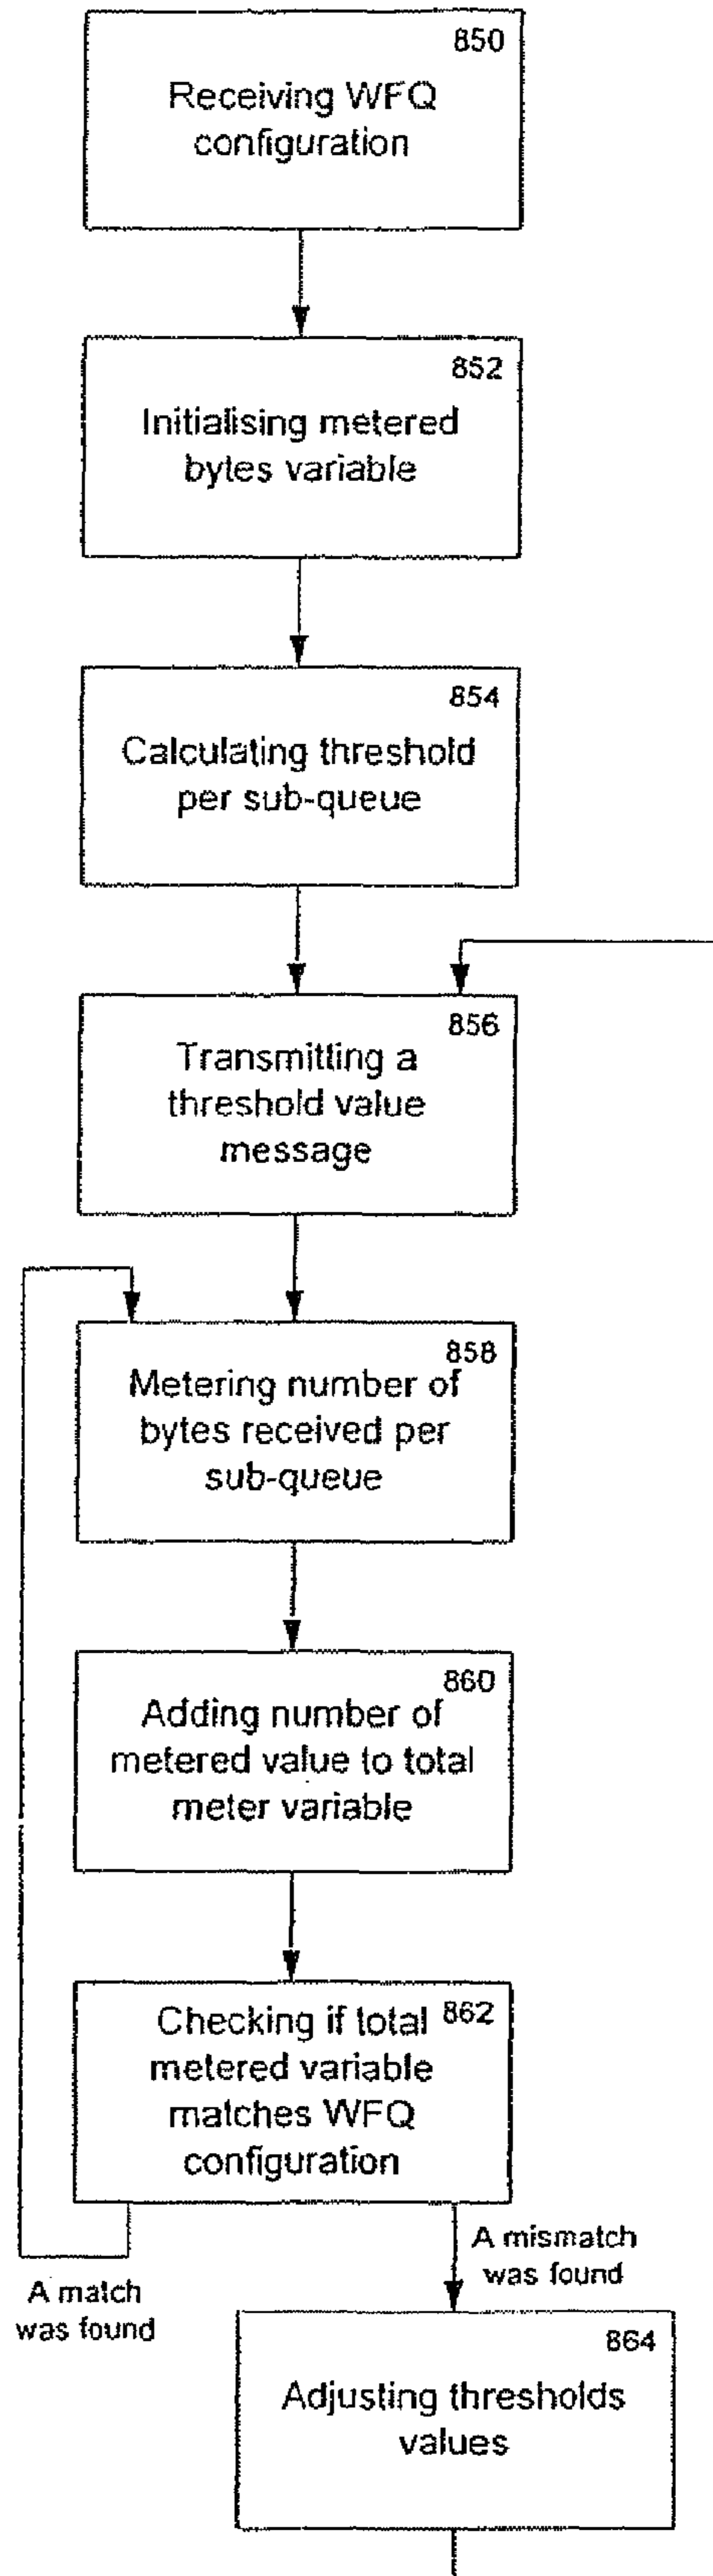 850
Receiving WFQ
configuration
852
Initialising metered
bytes variable
854
Calculating threshold
per sub-queue
856
Transmitting a
threshold value
message
858
Metering number of
bytes received per
sub-queue
860
Adding number of
metered value to total
meter variable
Checking if total 862
metered variable
matches WFQ
configuration
A mismatch
was found
A match
was found
864
Adjusting thresholds
values